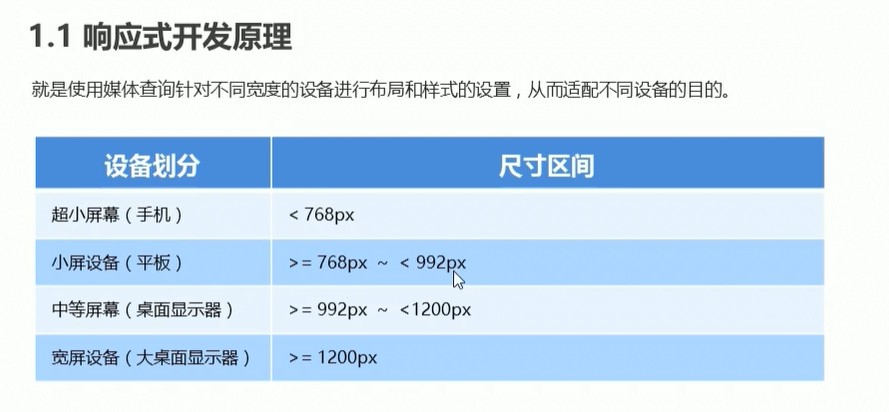 1.1 响应式开发原理
就是使用媒体查询针对不同宽度的设备进行布局和样式的设置，从而适配不同设备的目的。
设备划分 尺寸区间
超小屏幕（手机） < 768px
小屏设备（平板） >= 768px ~ < 992px
中等屏幕（桌面显示器） >= 992px ~ <1200px
宽屏设备（大桌面显示器） >= 1200px